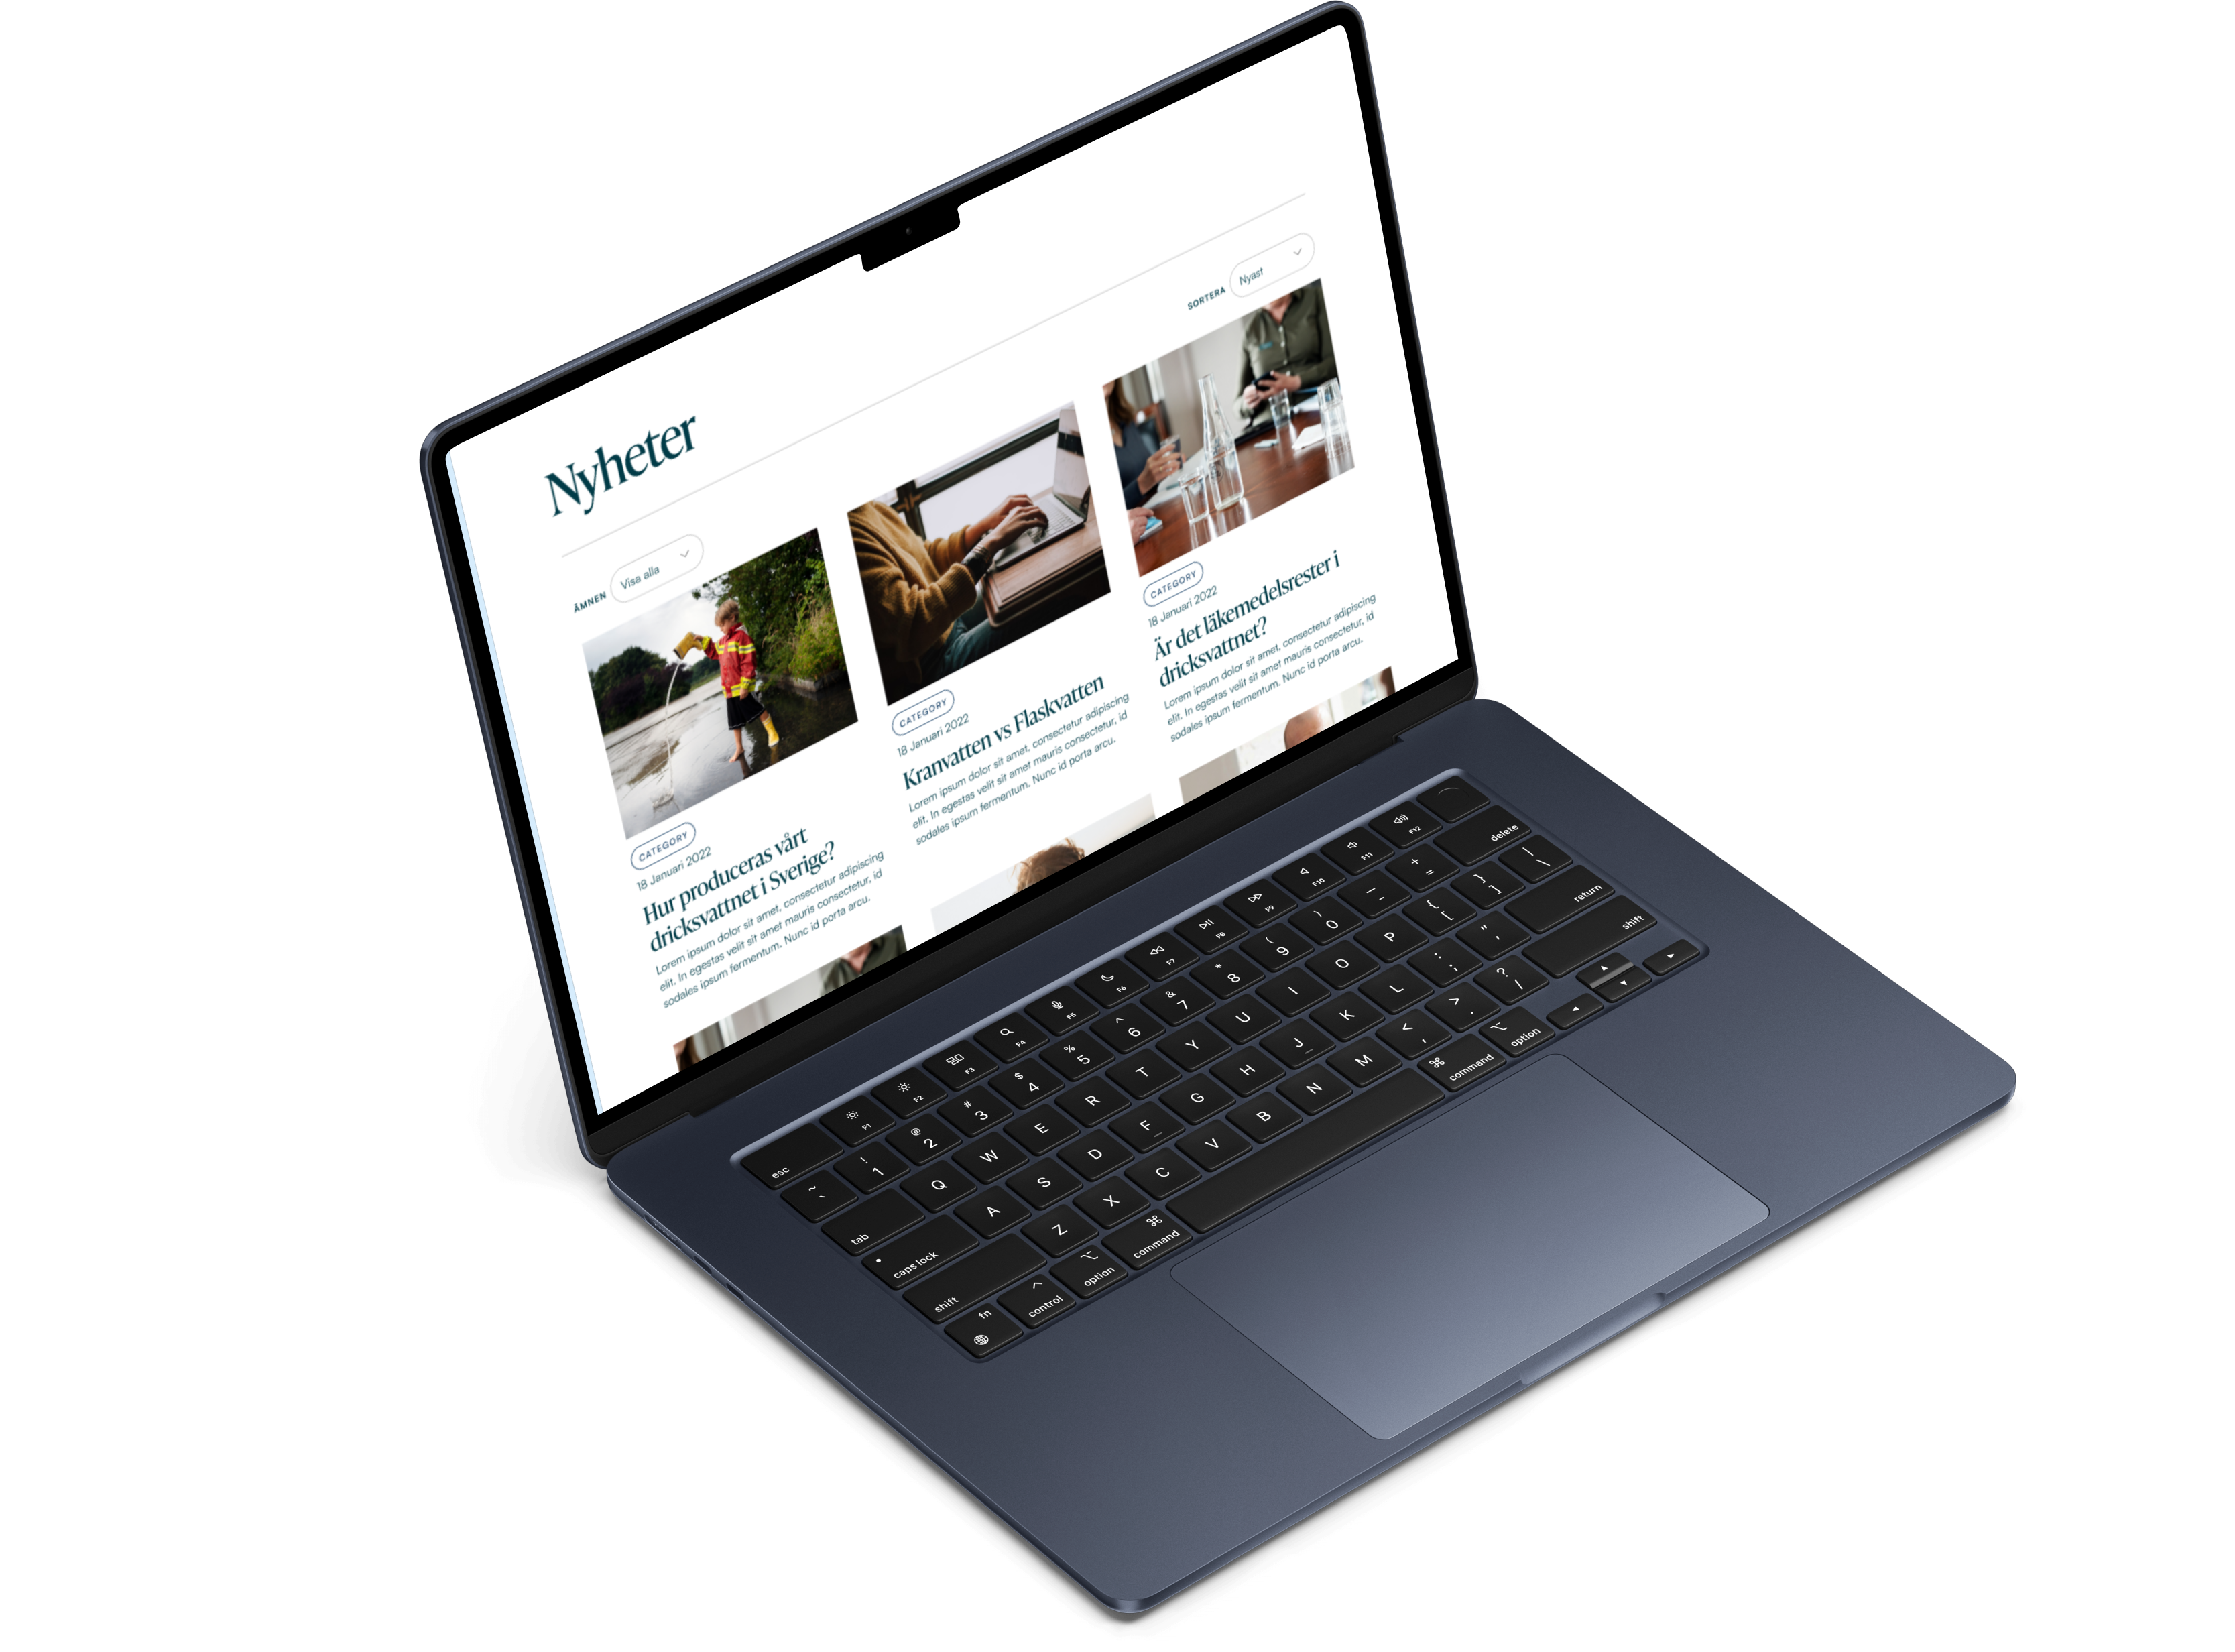 Nyheter
ÄMNEN
Visa alla
SORTERA
Nyast
CATEGORY
18 Januari 2022
Hur produceras vårt
dricksvattnet i Sverige?
Lorem ipsum dolor sit amet, consectetur adipiscing
elit. In egestas velit sit amet mauris consectetur, id
sodales ipsum fermentum. Nunc id porta arcu.
CATEGORY
18 Januari 2022
Kranvatten vs Flaskvatten
Lorem ipsum dolor sit amet, consectetur adipiscing
elit. In egestas velit sit amet mauris consectetur, id
sodales ipsum fermentum. Nunc id porta arcu.
CATEGORY
18 Januari 2022
Är det läkemedelsrester i
dricksvattnet?
Lorem ipsum dolor sit amet, consectetur adipiscing
elit. In egestas velit sit amet mauris consectetur, id
sodales ipsum fermentum. Nunc id porta arcu.
esc F1 F2 F3 F4 F5 F6 F7 F8 F9 F10 F11 F12
~ ` ! 1 @ 2 # 3 $ 4 % 5 ^ 6 & 7 * 8 ( 9 ) 0 — - + = delete
tab Q W E R T Y U I O P { [ } ] | \
caps lock A S D F G H J K L : ; " ' return
shift Z X C V B N M < , > . ? / shift
fn control ⌥ option ⌘ command ⌘ command ⌥ option